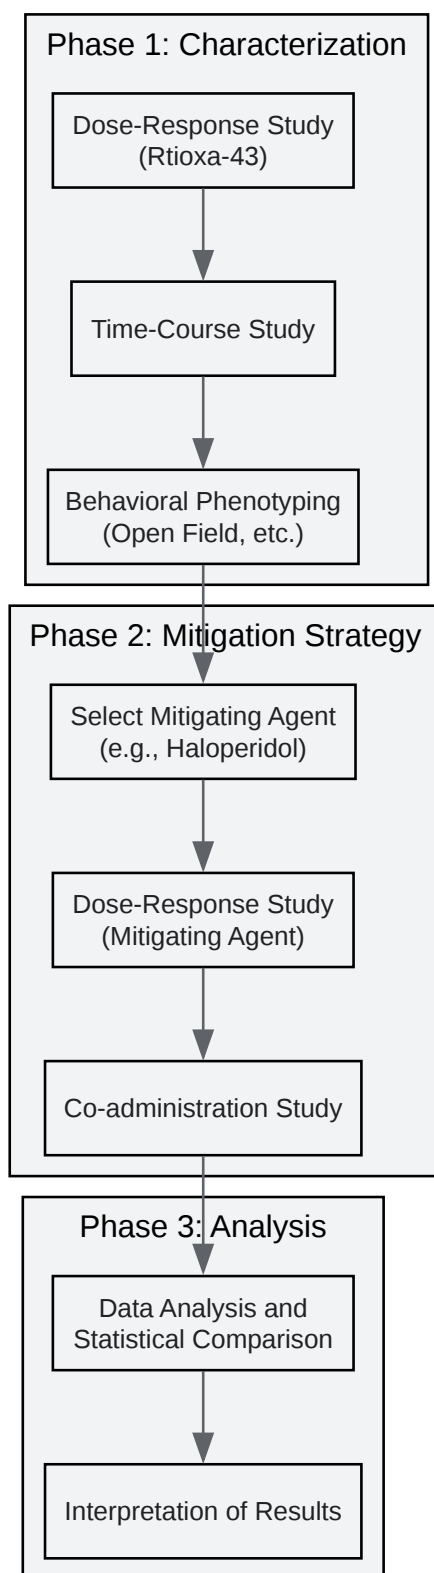 Phase 1: Characterization
Dose-Response Study
(Rtioxa-43)
Time-Course Study
Behavioral Phenotyping
(Open Field, etc.)
Phase 2: Mitigation Strategy
Select Mitigating Agent
(e.g., Haloperidol)
Dose-Response Study
(Mitigating Agent)
Co-administration Study
Phase 3: Analysis
Data Analysis and
Statistical Comparison
Interpretation of Results